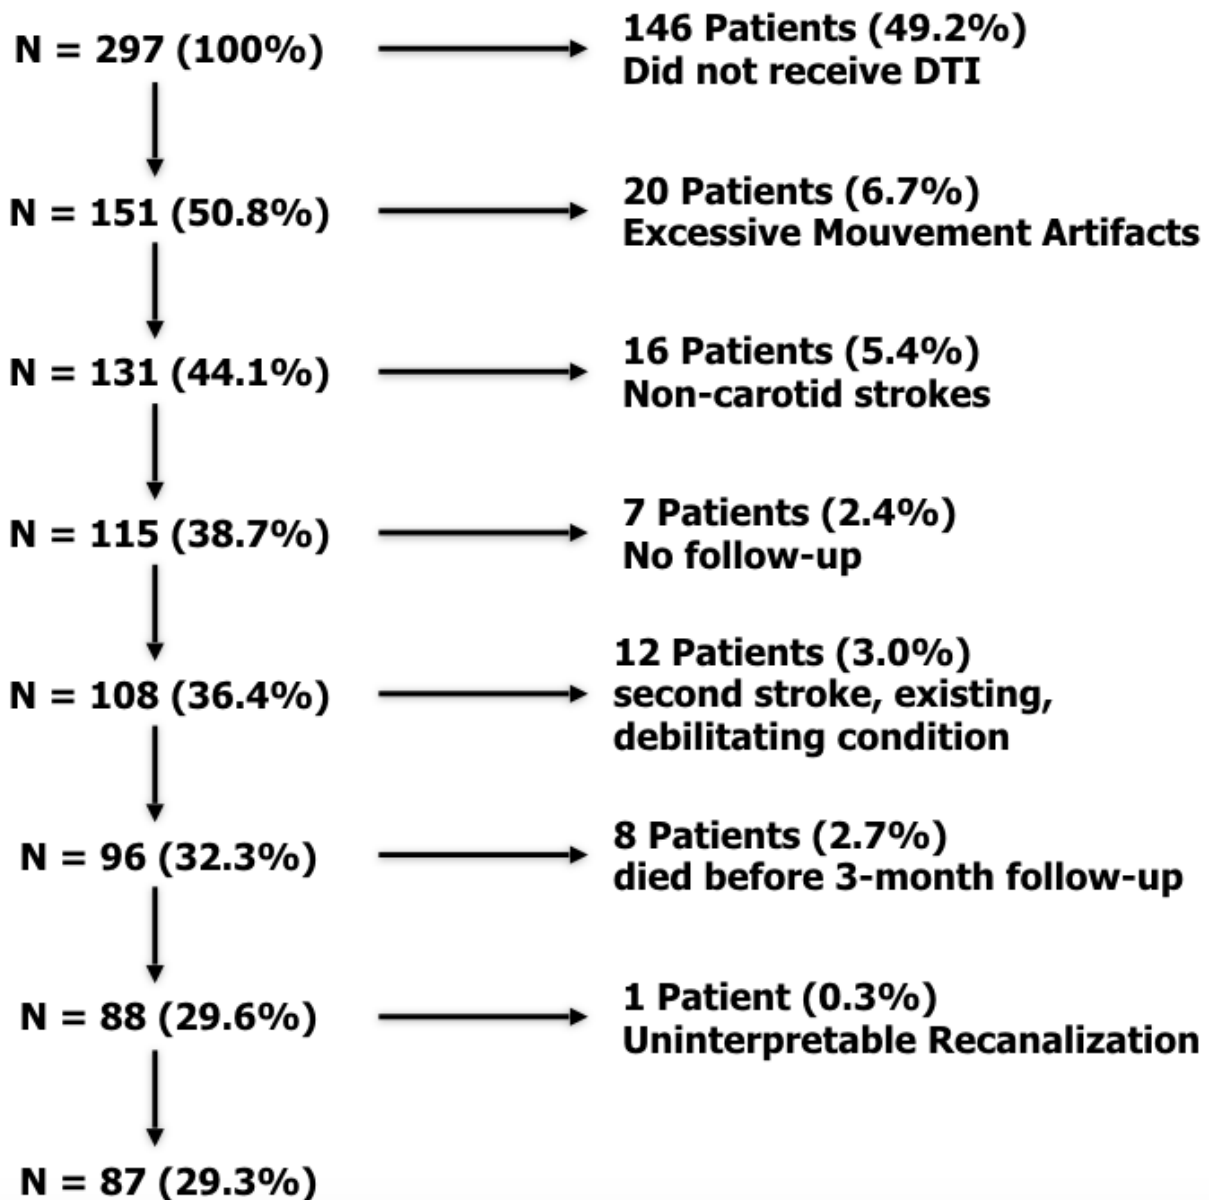 N = 297 (100%)
146 Patients (49.2%)
Did not receive DTI
N = 151 (50.8%)
20 Patients (6.7%)
Excessive Mouvement Artifacts
N = 131 (44.1%)
16 Patients (5.4%)
Non-carotid strokes
N = 115 (38.7%)
7 Patients (2.4%)
No follow-up
N = 108 (36.4%)
12 Patients (3.0%)
second stroke, existing,
debilitating condition
N = 96 (32.3%)
8 Patients (2.7%)
died before 3-month follow-up
N = 88 (29.6%)
1 Patient (0.3%)
Uninterpretable Recanalization
N = 87 (29.3%)